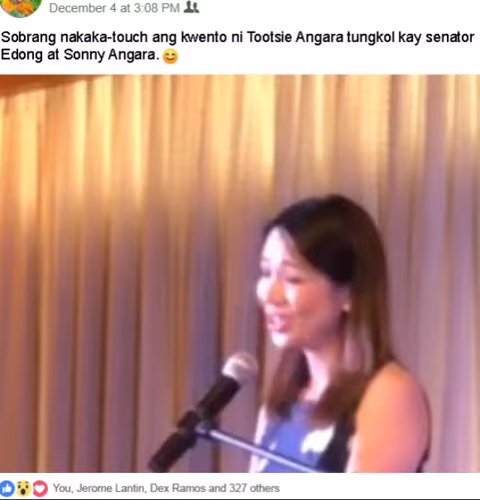 December 4 at 3:08 PM
Sobrang nakaka-touch ang kwento ni Tootsie Angara tungkol kay senator
Edong at Sonny Angara.
You, Jerome Lantin, Dex Ramos and 327 others